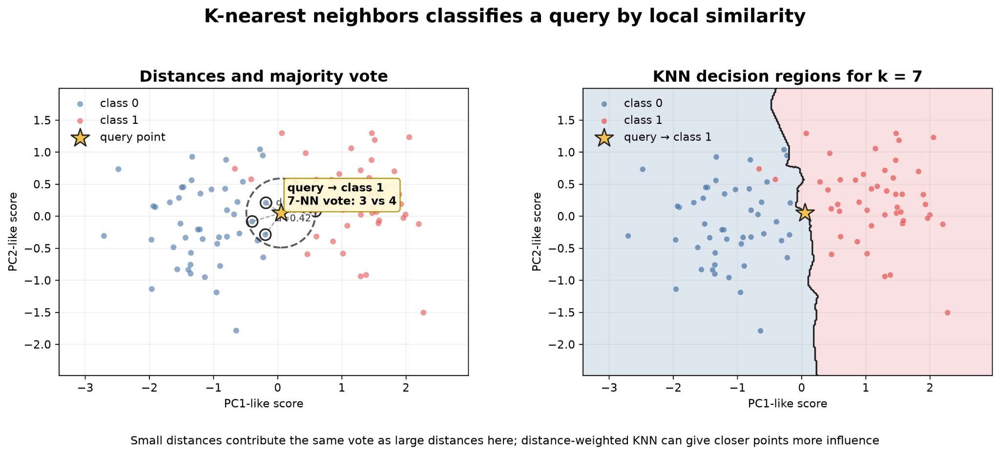 K-nearest neighbors classifies a query by local similarity
Distances and majority vote
class 0
class 1
query point
query → class 1
7-NN vote: 3 vs 4
d=0.42
1.5
1.0
0.5
0.0
−0.5
−1.0
−1.5
−2.0
−3
−2
−1
0
1
2
PC1-like score
PC2-like score
KNN decision regions for k = 7
class 0
class 1
query → class 1
1.5
1.0
0.5
0.0
−0.5
−1.0
−1.5
−2.0
−3
−2
−1
0
1
2
PC1-like score
PC2-like score
Small distances contribute the same vote as large distances here; distance-weighted KNN can give closer points more influence